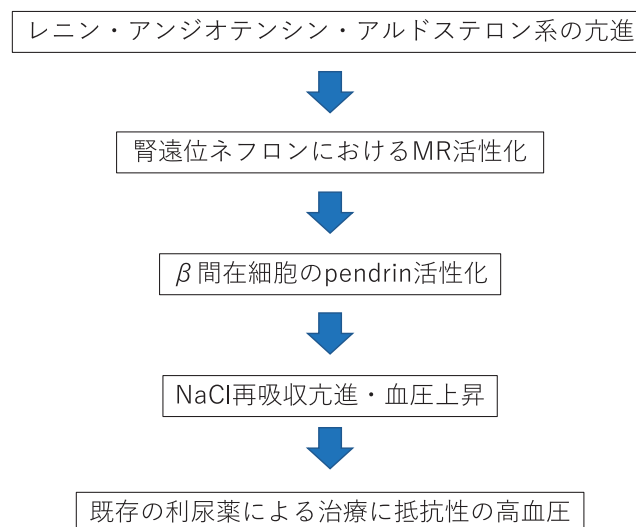 レニン・アンジオテンシン・アルドステロン系の亢進
腎遠位ネフロンにおけるMR活性化
β間在細胞のpendrin活性化
NaCl再吸収亢進・血圧上昇
既存の利尿薬による治療に抵抗性の高血圧